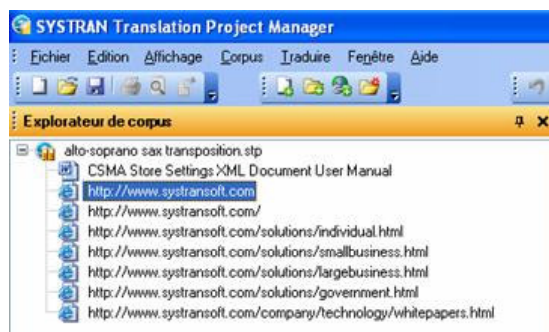 SYSTRAN Translation Project Manager
Fichier Edition Affichage Corpus Traduire Fenêtre Aide
Explorateur de corpus
alto-soprano sax transposition.stp
CSMA Store Settings XML Document User Manual
http://www.systransoft.com
http://www.systransoft.com/
http://www.systransoft.com/solutions/individual.html
http://www.systransoft.com/solutions/smallbusiness.html
http://www.systransoft.com/solutions/largebusiness.html
http://www.systransoft.com/solutions/government.html
http://www.systransoft.com/company/technology/whitepapers.html